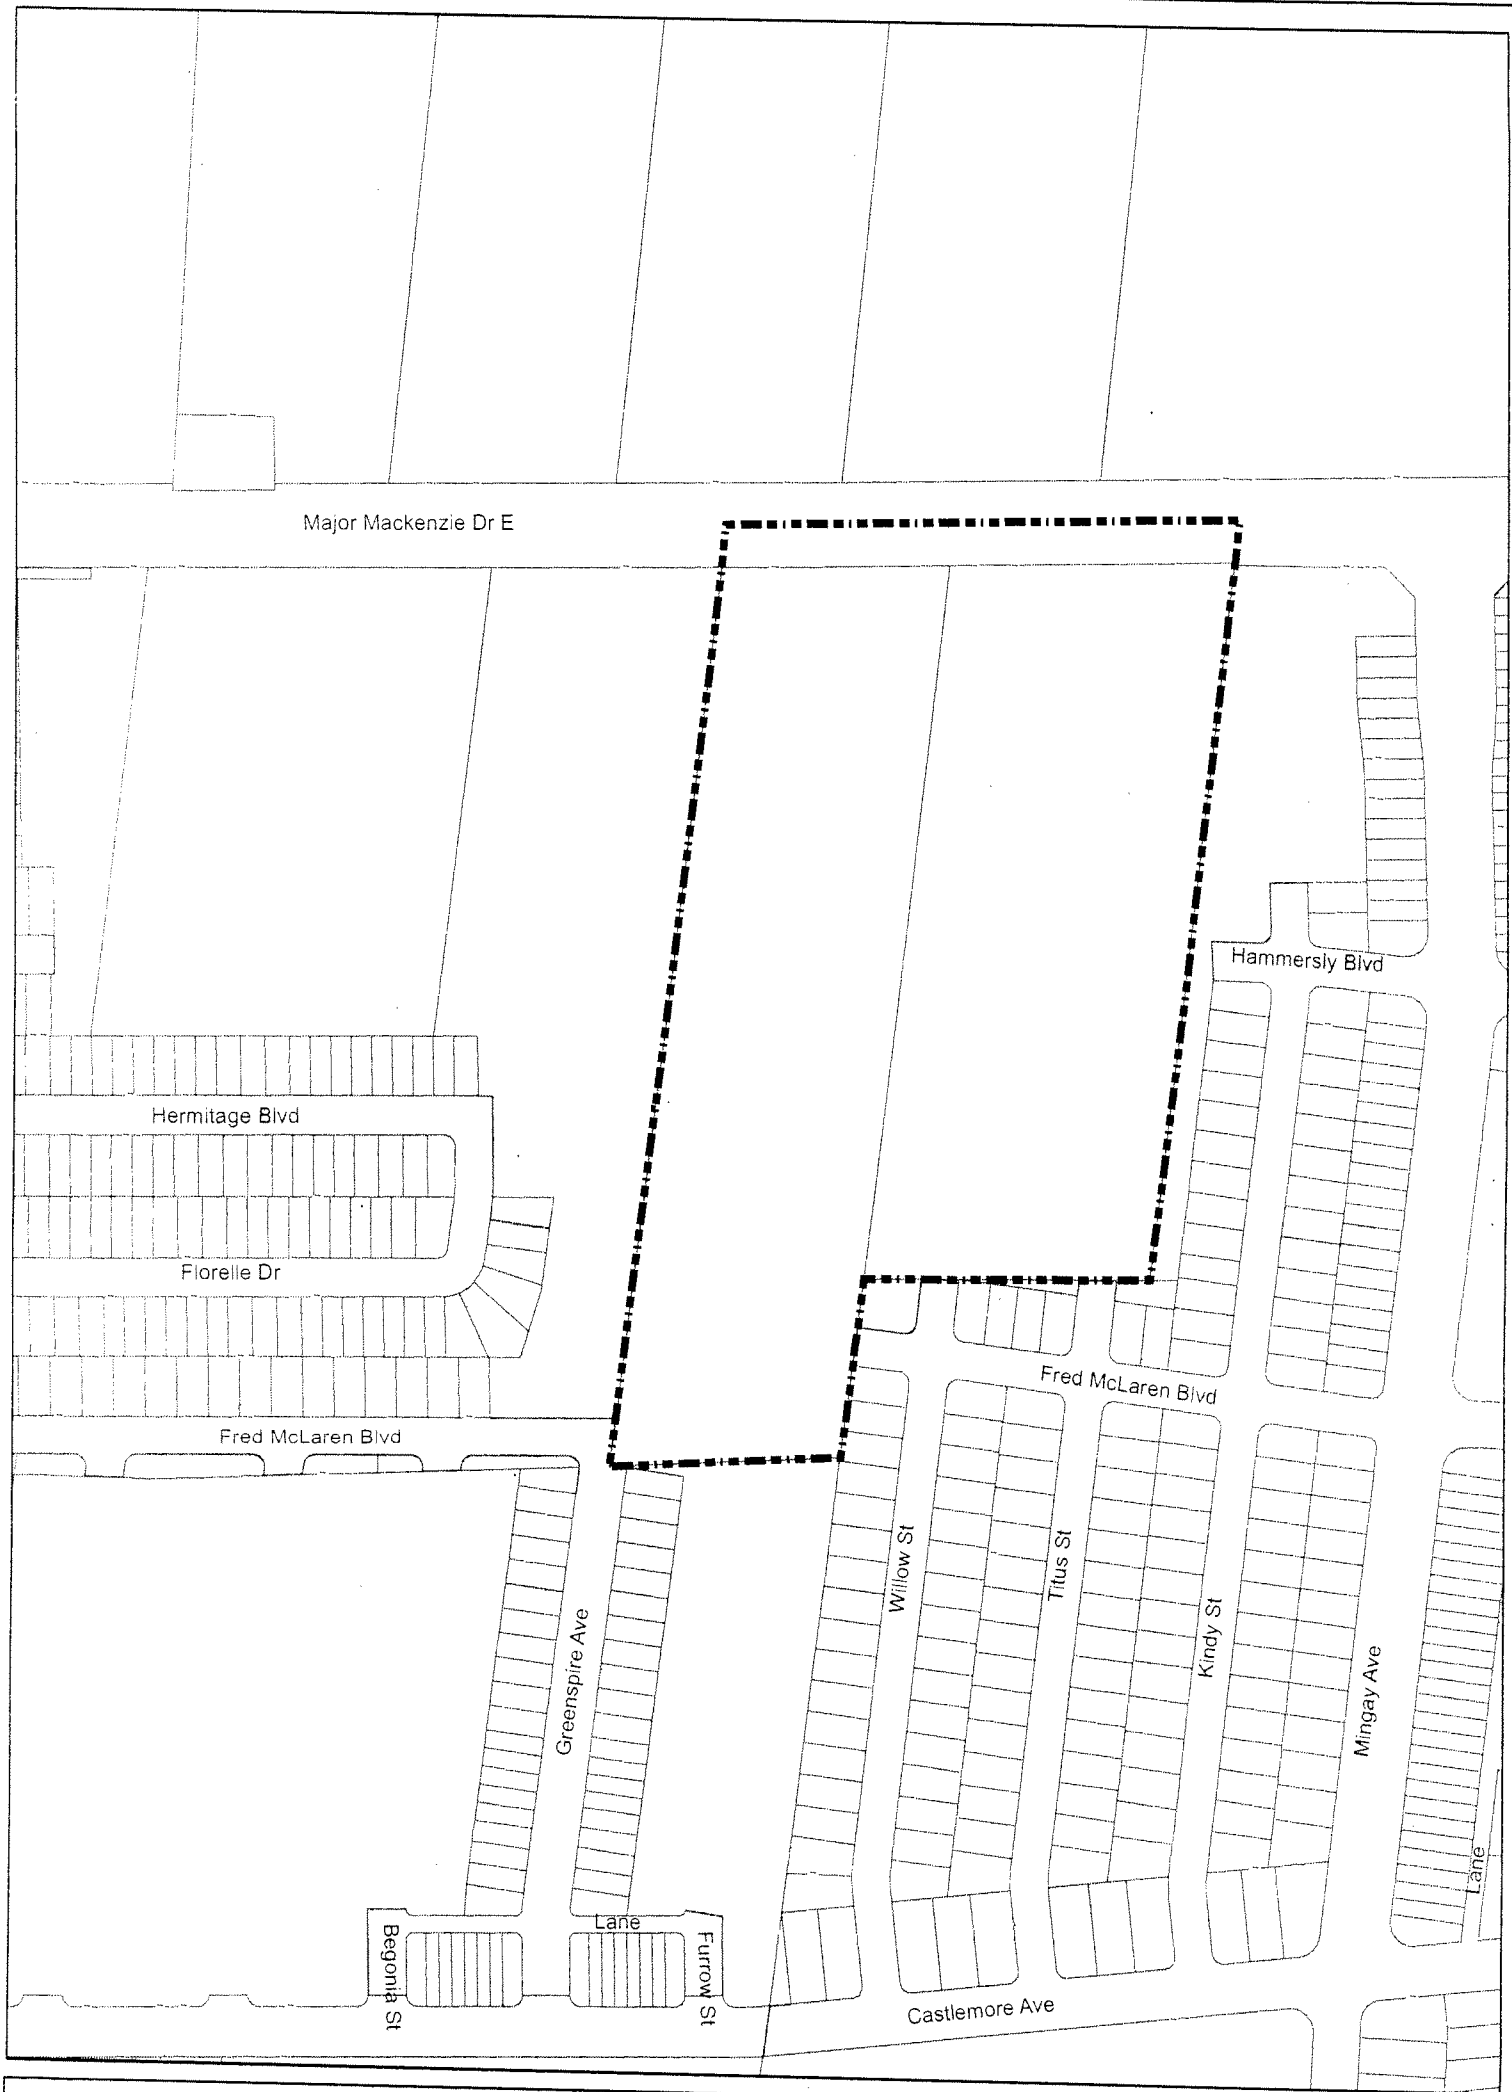 Major Mackenzie Dr E
Hammersly Blvd
Hermitage Blvd
Florelle Dr
Fred McLaren Blvd
Fred McLaren Blvd
Willow St
Titus St
Kindy St
Greenspire Ave
Mingay Ave
Lane
Lane
Begonia St
Furrow St
Castlemore Ave